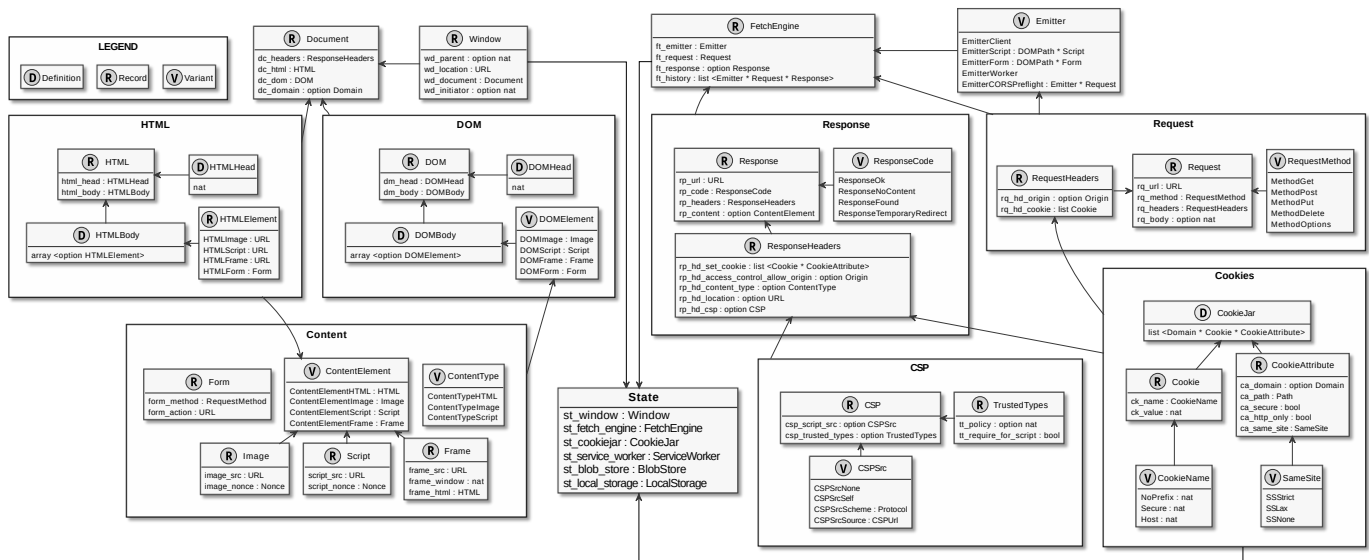 LEGEND
D Definition
R Record
V Variant
R Document
dc_headers : ResponseHeaders
dc_html : HTML
dc_dom : DOM
dc_domain : option Domain
R Window
wd_parent : option nat
wd_location : URL
wd_document : Document
wd_initiator : option nat
R FetchEngine
ft_emitter : Emitter
ft_request : Request
ft_response : option Response
ft_history : list <Emitter * Request * Response>
V Emitter
EmitterClient
EmitterScript : DOMPath * Script
EmitterForm : DOMPath * Form
EmitterWorker
EmitterCORSPreflight : Emitter * Request
HTML
R HTML
html_head : HTMLHead
html_body : HTMLBody
D HTMLHead
nat
D HTMLBody
array <option HTMLElement>
R HTMLElement
HTMLImage : URL
HTMLScript : URL
HTMLFrame : URL
HTMLForm : Form
DOM
R DOM
dm_head : DOMHead
dm_body : DOMBody
D DOMHead
nat
D DOMBody
array <option DOMElement>
V DOMElement
DOMImage : Image
DOMScript : Script
DOMFrame : Frame
DOMForm : Form
Response
R Response
rp_url : URL
rp_code : ResponseCode
rp_headers : ResponseHeaders
rp_content : option ContentElement
V ResponseCode
ResponseOk
ResponseNoContent
ResponseFound
ResponseTemporaryRedirect
R ResponseHeaders
rp_hd_set_cookie : list <Cookie * CookieAttribute>
rp_hd_access_control_allow_origin : option Origin
rp_hd_content_type : option ContentType
rp_hd_location : option URL
rp_hd_csp : option CSP
Request
R RequestHeaders
rq_hd_origin : option Origin
rq_hd_cookie : list Cookie
R Request
rq_url : URL
rq_method : RequestMethod
rq_headers : RequestHeaders
rq_body : option nat
V RequestMethod
MethodGet
MethodPost
MethodPut
MethodDelete
MethodOptions
Content
R Form
form_method : RequestMethod
form_action : URL
V ContentElement
ContentElementHTML : HTML
ContentElementImage : Image
ContentElementScript : Script
ContentElementFrame : Frame
V ContentType
ContentTypeHTML
ContentTypeImage
ContentTypeScript
R Image
image_src : URL
image_nonce : Nonce
R Script
script_src : URL
script_nonce : Nonce
R Frame
frame_src : URL
frame_window : nat
frame_html : HTML
State
st_window : Window
st_fetch_engine : FetchEngine
st_cookiejar : CookieJar
st_service_worker : ServiceWorker
st_blob_store : BlobStore
st_local_storage : LocalStorage
CSP
R CSP
csp_script_src : option CSPSrc
csp_trusted_types : option TrustedTypes
R TrustedTypes
tt_policy : option nat
tt_require_for_script : bool
V CSPSrc
CSPSrcNone
CSPSrcSelf
CSPSrcScheme : Protocol
CSPSrcSource : CSPUrl
Cookies
D CookieJar
list <Domain * Cookie * CookieAttribute>
R Cookie
ck_name : CookieName
ck_value : nat
R CookieAttribute
ca_domain : option Domain
ca_path : Path
ca_secure : bool
ca_http_only : bool
ca_same_site : SameSite
V CookieName
NoPrefix : nat
Secure : nat
Host : nat
V SameSite
SSStrict
SSLax
SSNone